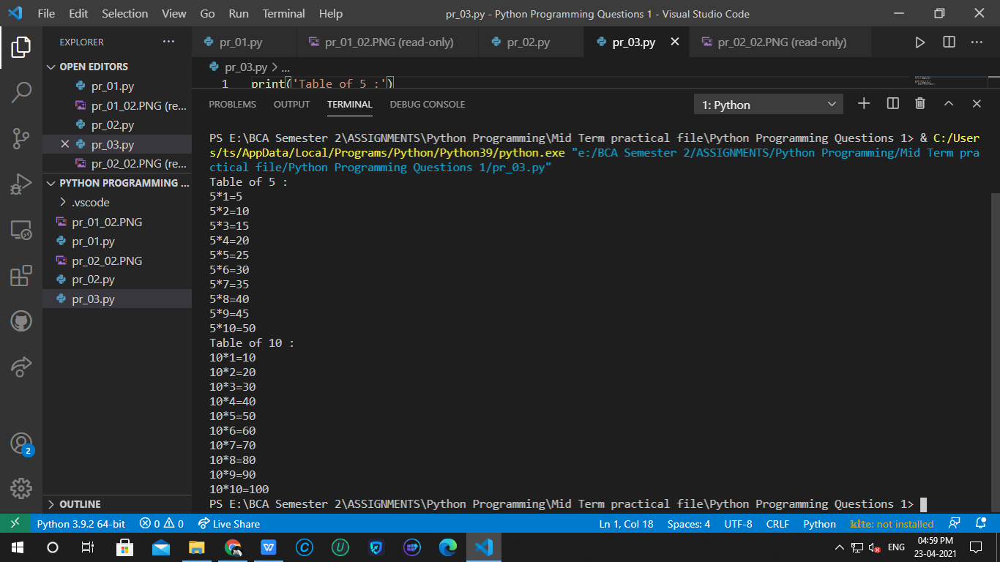 File Edit Selection View Go Run Terminal Help pr_03.py - Python Programming Questions 1 - Visual Studio Code
EXPLORER
pr_01.py pr_01_02.PNG (read-only) pr_02.py pr_03.py pr_02_02.PNG (read-only)
OPEN EDITORS
pr_01.py
pr_01_02.PNG (re...
pr_02.py
pr_03.py
pr_02_02.PNG (re...
PYTHON PROGRAMMING ...
.vscode
pr_01_02.PNG
pr_01.py
pr_02_02.PNG
pr_02.py
pr_03.py
OUTLINE
2
pr_03.py > ...
1 print('Table of 5 :')
PROBLEMS OUTPUT TERMINAL DEBUG CONSOLE 1: Python
PS E:\BCA Semester 2\ASSIGNMENTS\Python Programming\Mid Term practical file\Python Programming Questions 1> & C:/User
s/ts/AppData/Local/Programs/Python/Python39/python.exe "e:/BCA Semester 2/ASSIGNMENTS/Python Programming/Mid Term pra
ctical file/Python Programming Questions 1/pr_03.py"
Table of 5 :
5*1=5
5*2=10
5*3=15
5*4=20
5*5=25
5*6=30
5*7=35
5*8=40
5*9=45
5*10=50
Table of 10 :
10*1=10
10*2=20
10*3=30
10*4=40
10*5=50
10*6=60
10*7=70
10*8=80
10*9=90
10*10=100
PS E:\BCA Semester 2\ASSIGNMENTS\Python Programming\Mid Term practical file\Python Programming Questions 1>
Python 3.9.2 64-bit 0 0 Live Share Ln 1, Col 18 Spaces: 4 UTF-8 CRLF Python kite: not installed
W C U ENG 04:59 PM
23-04-2021